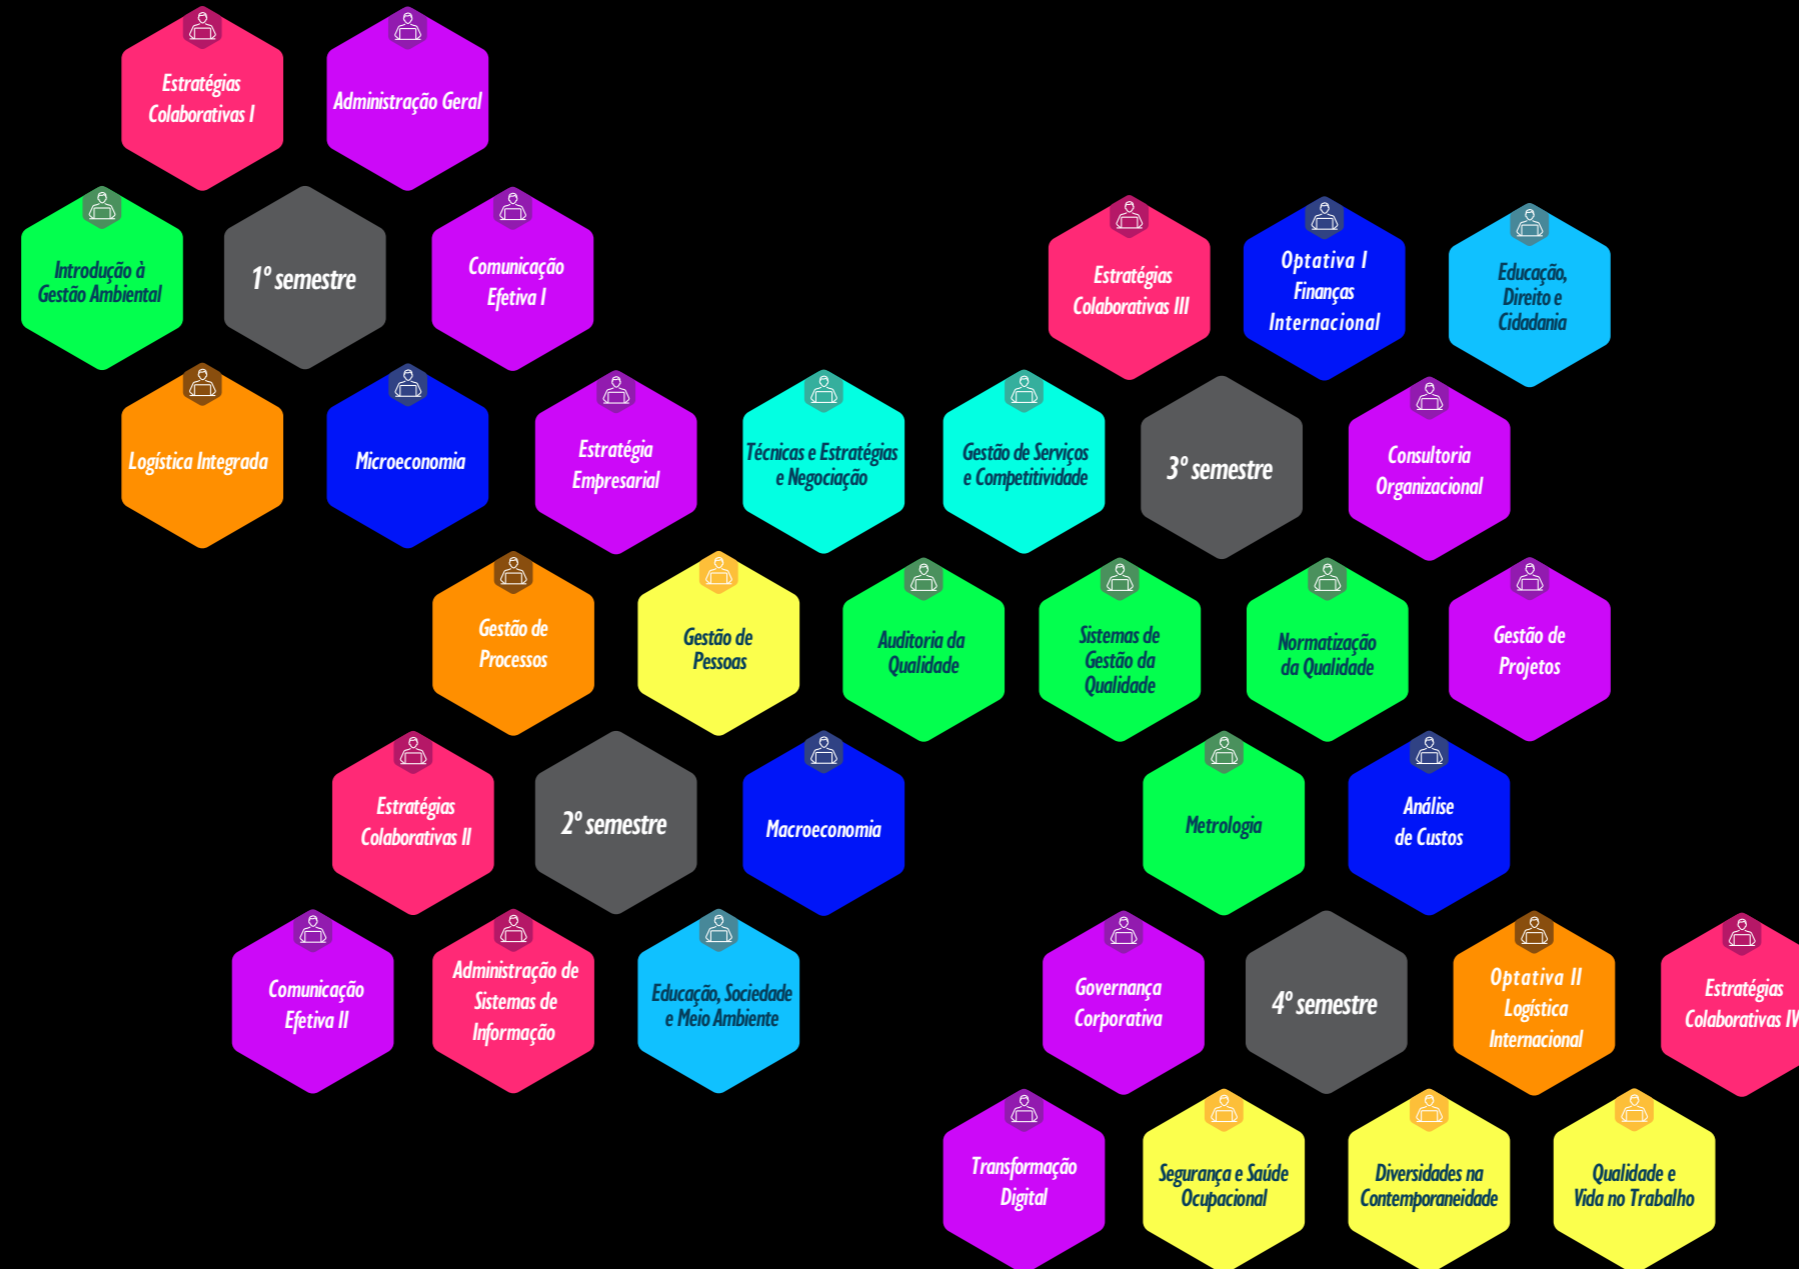 Estratégias
Colaborativas I
Administração Geral
Introdução à
Gestão Ambiental
1º semestre
Comunicação
Efetiva I
Estratégias
Colaborativas III
Optativa I
Finanças
Internacional
Educação,
Direito e
Cidadania
Logística Integrada
Microeconomia
Estratégia
Empresarial
Técnicas e Estratégias
e Negociação
Gestão de Serviços
e Competitividade
3º semestre
Consultoria
Organizacional
Gestão de
Processos
Gestão de
Pessoas
Auditoria da
Qualidade
Sistemas de
Gestão da
Qualidade
Normatização
da Qualidade
Gestão de
Projetos
Estratégias
Colaborativas II
2º semestre
Macroeconomia
Metrologia
Análise
de Custos
Comunicação
Efetiva II
Administração de
Sistemas de
Informação
Educação, Sociedade
e Meio Ambiente
Governança
Corporativa
4º semestre
Optativa II
Logística
Internacional
Estratégias
Colaborativas IV
Transformação
Digital
Segurança e Saúde
Ocupacional
Diversidades na
Contemporaneidade
Qualidade e
Vida no Trabalho